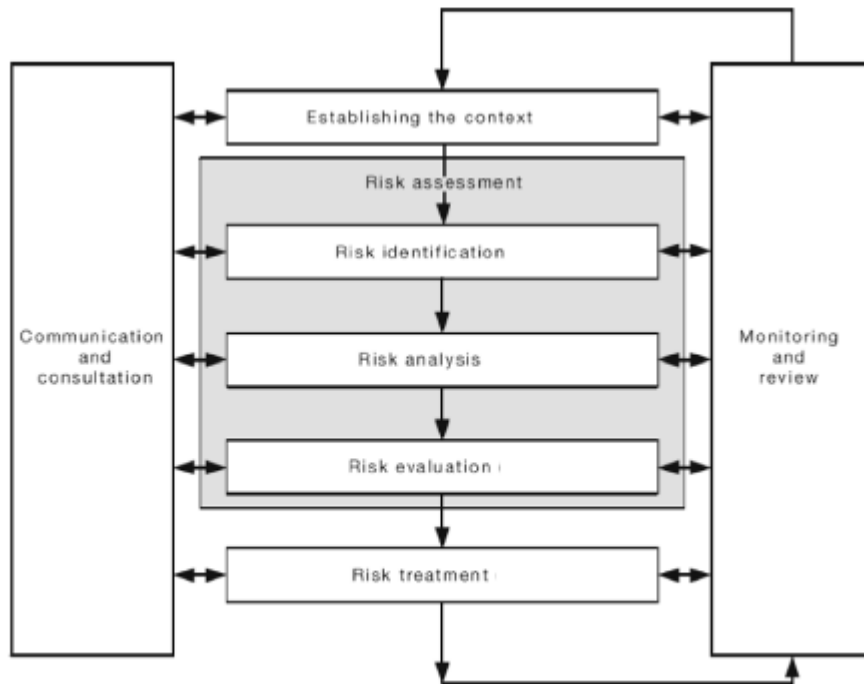 Establishing the context
Risk assessment
Risk identification
Communication
and
consultation
Risk analysis
Monitoring
and
review
Risk evaluation
Risk treatment